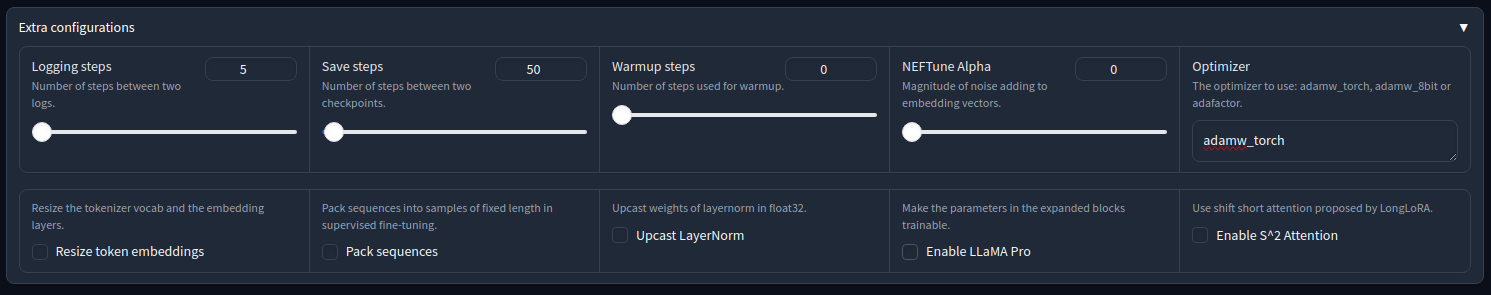 Extra configurations ▼
Logging steps
5
Number of steps between two
logs.
Save steps
50
Number of steps between two
checkpoints.
Warmup steps
0
Number of steps used for warmup.
NEFTune Alpha
0
Magnitude of noise adding to
embedding vectors.
Optimizer
The optimizer to use: adamw_torch, adamw_8bit or
adafactor.
adamw_torch
Resize the tokenizer vocab and the embedding
layers.
Resize token embeddings
Pack sequences into samples of fixed length in
supervised fine-tuning.
Pack sequences
Upcast weights of layernorm in float32.
Upcast LayerNorm
Make the parameters in the expanded blocks
trainable.
Enable LLaMA Pro
Use shift short attention proposed by LongLoRA.
Enable S^2 Attention